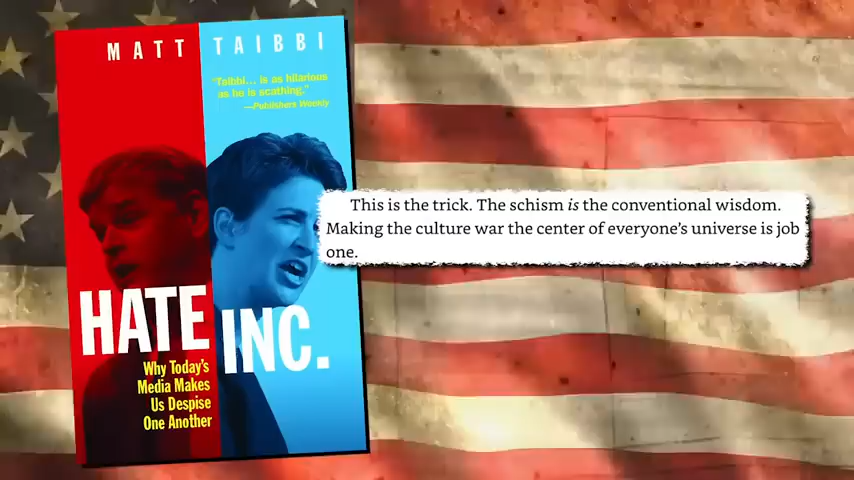 MATT TAIBBI
"Taibbi... is as hilarious
as he is scathing."
—Publishers Weekly
HATE INC.
Why Today's
Media Makes
Us Despise
One Another
This is the trick. The schism is the conventional wisdom.
Making the culture war the center of everyone's universe is job
one.